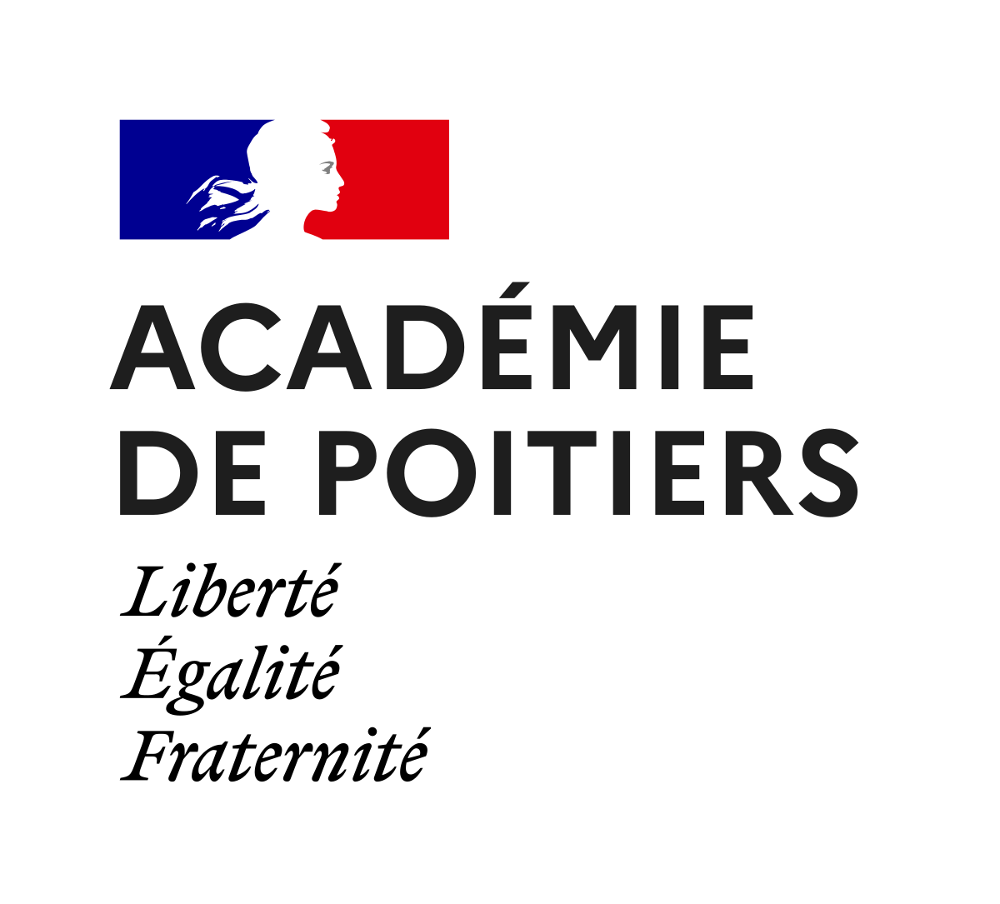 ACADÉMIE
DE POITIERS
Liberté
Égalité
Fraternité